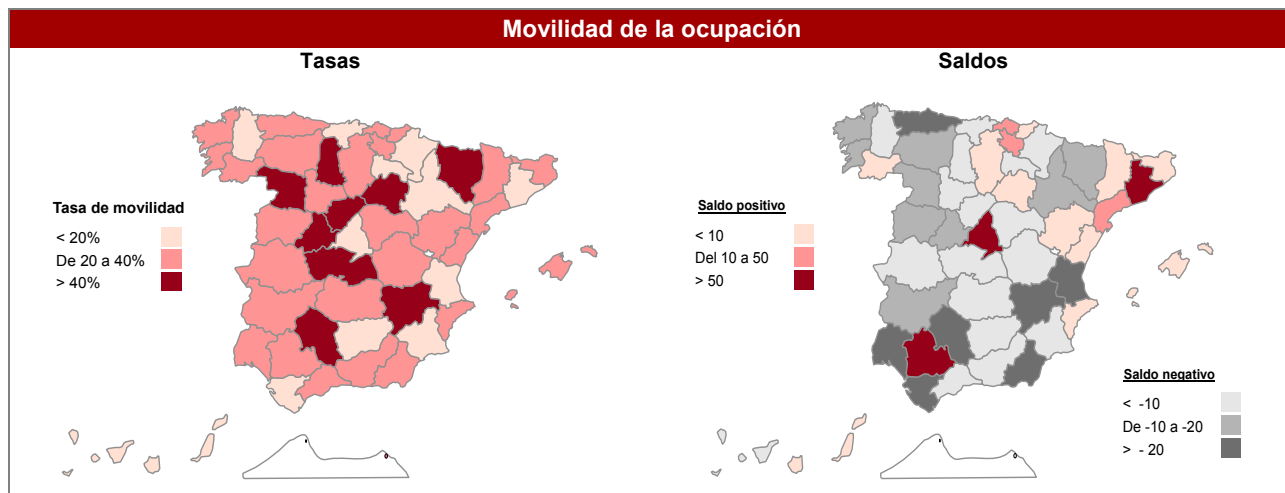 Movilidad de la ocupación
Tasas
Tasa de movilidad
< 20%
De 20 a 40%
> 40%
Saldos
Saldo positivo
< 10
Del 10 a 50
> 50
Saldo negativo
< -10
De -10 a -20
> - 20